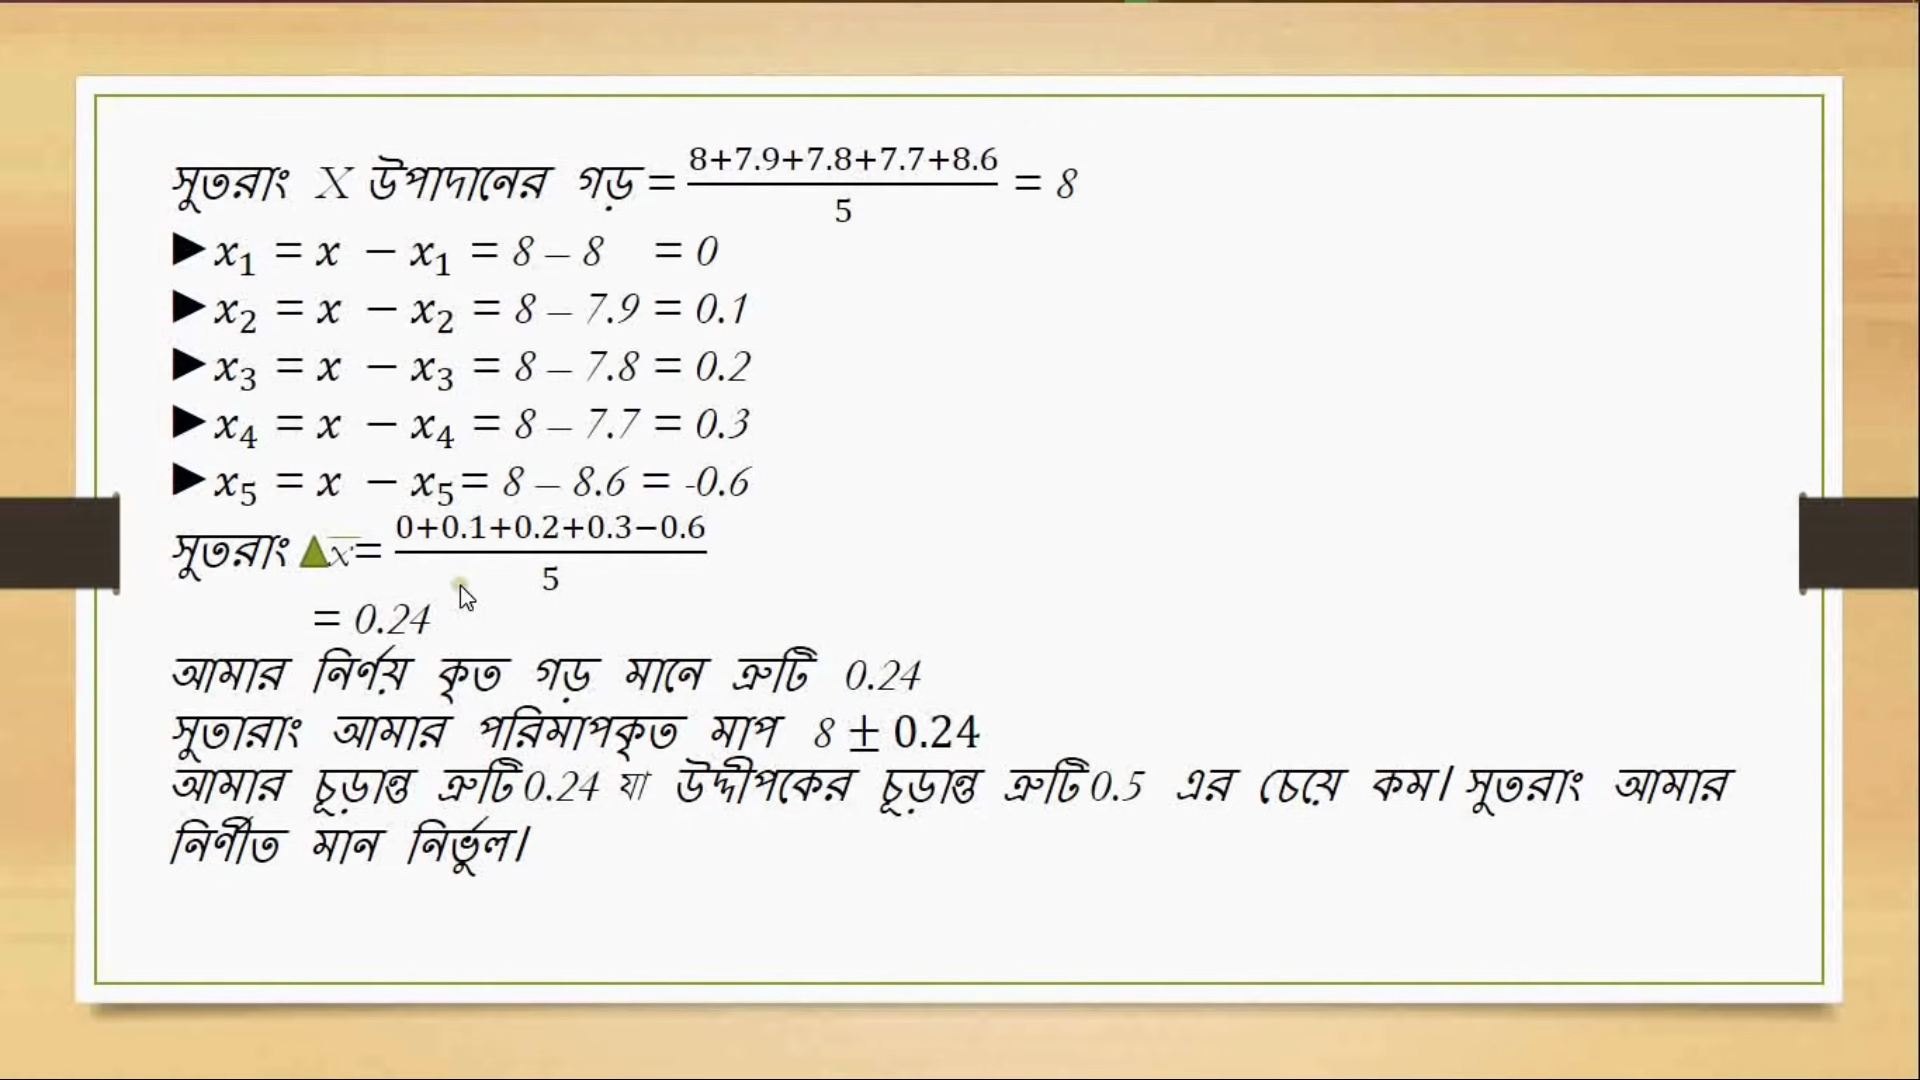 সুতরাং X উপাদানের গড় = 8+7.9+7.8+7.7+8.6 / 5 = 8
▶ x₁ = x − x₁ = 8 – 8 = 0
▶ x₂ = x − x₂ = 8 – 7.9 = 0.1
▶ x₃ = x − x₃ = 8 – 7.8 = 0.2
▶ x₄ = x − x₄ = 8 – 7.7 = 0.3
▶ x₅ = x − x₅ = 8 – 8.6 = -0.6
সুতরাং ▲x̄ = 0+0.1+0.2+0.3−0.6 / 5
= 0.24
আমার নির্ণয় কৃত গড় মানে ত্রুটি 0.24
সুতারাং আমার পরিমাপকৃত মাপ 8 ± 0.24
আমার চূড়ান্ত ত্রুটি 0.24 যা উদ্দীপকের চূড়ান্ত ত্রুটি 0.5 এর চেয়ে কম। সুতরাং আমার
নির্ণীত মান নির্ভুল।